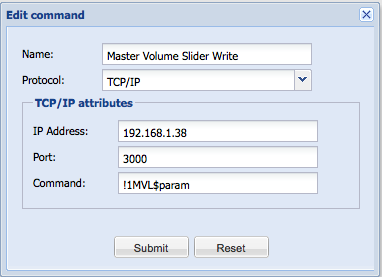 Edit command
Name: Master Volume Slider Write
Protocol: TCP/IP
TCP/IP attributes
IP Address: 192.168.1.38
Port: 3000
Command: !1MVL$param
Submit Reset